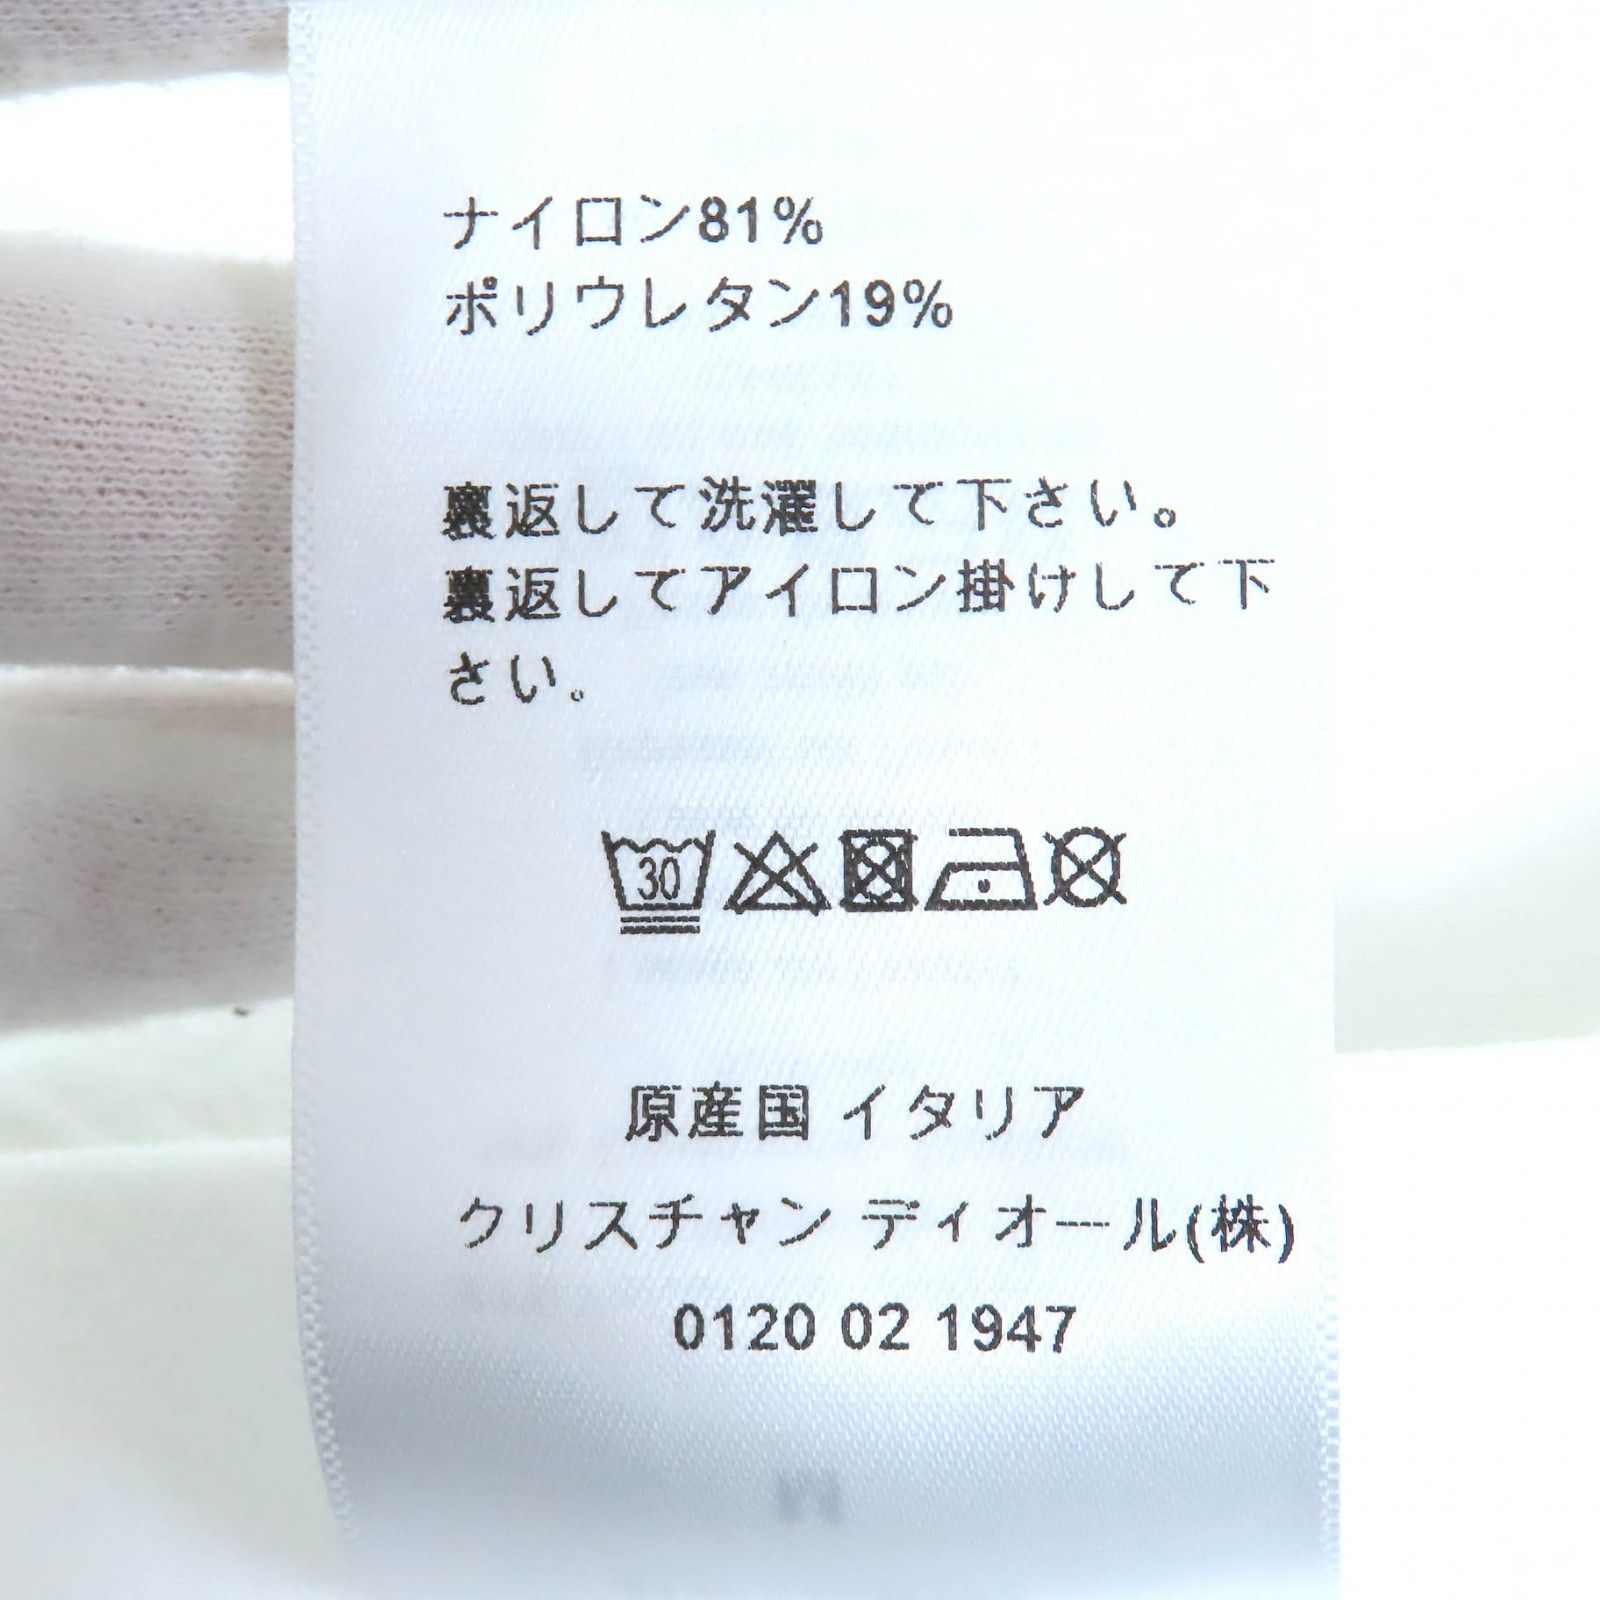 ナイロン81%
ポリウレタン19%
裏返して洗濯して下さい。
裏返してアイロン掛けして下
さい。
30
原産国 イタリア
クリスチャン ディオール(株)
0120 02 1947